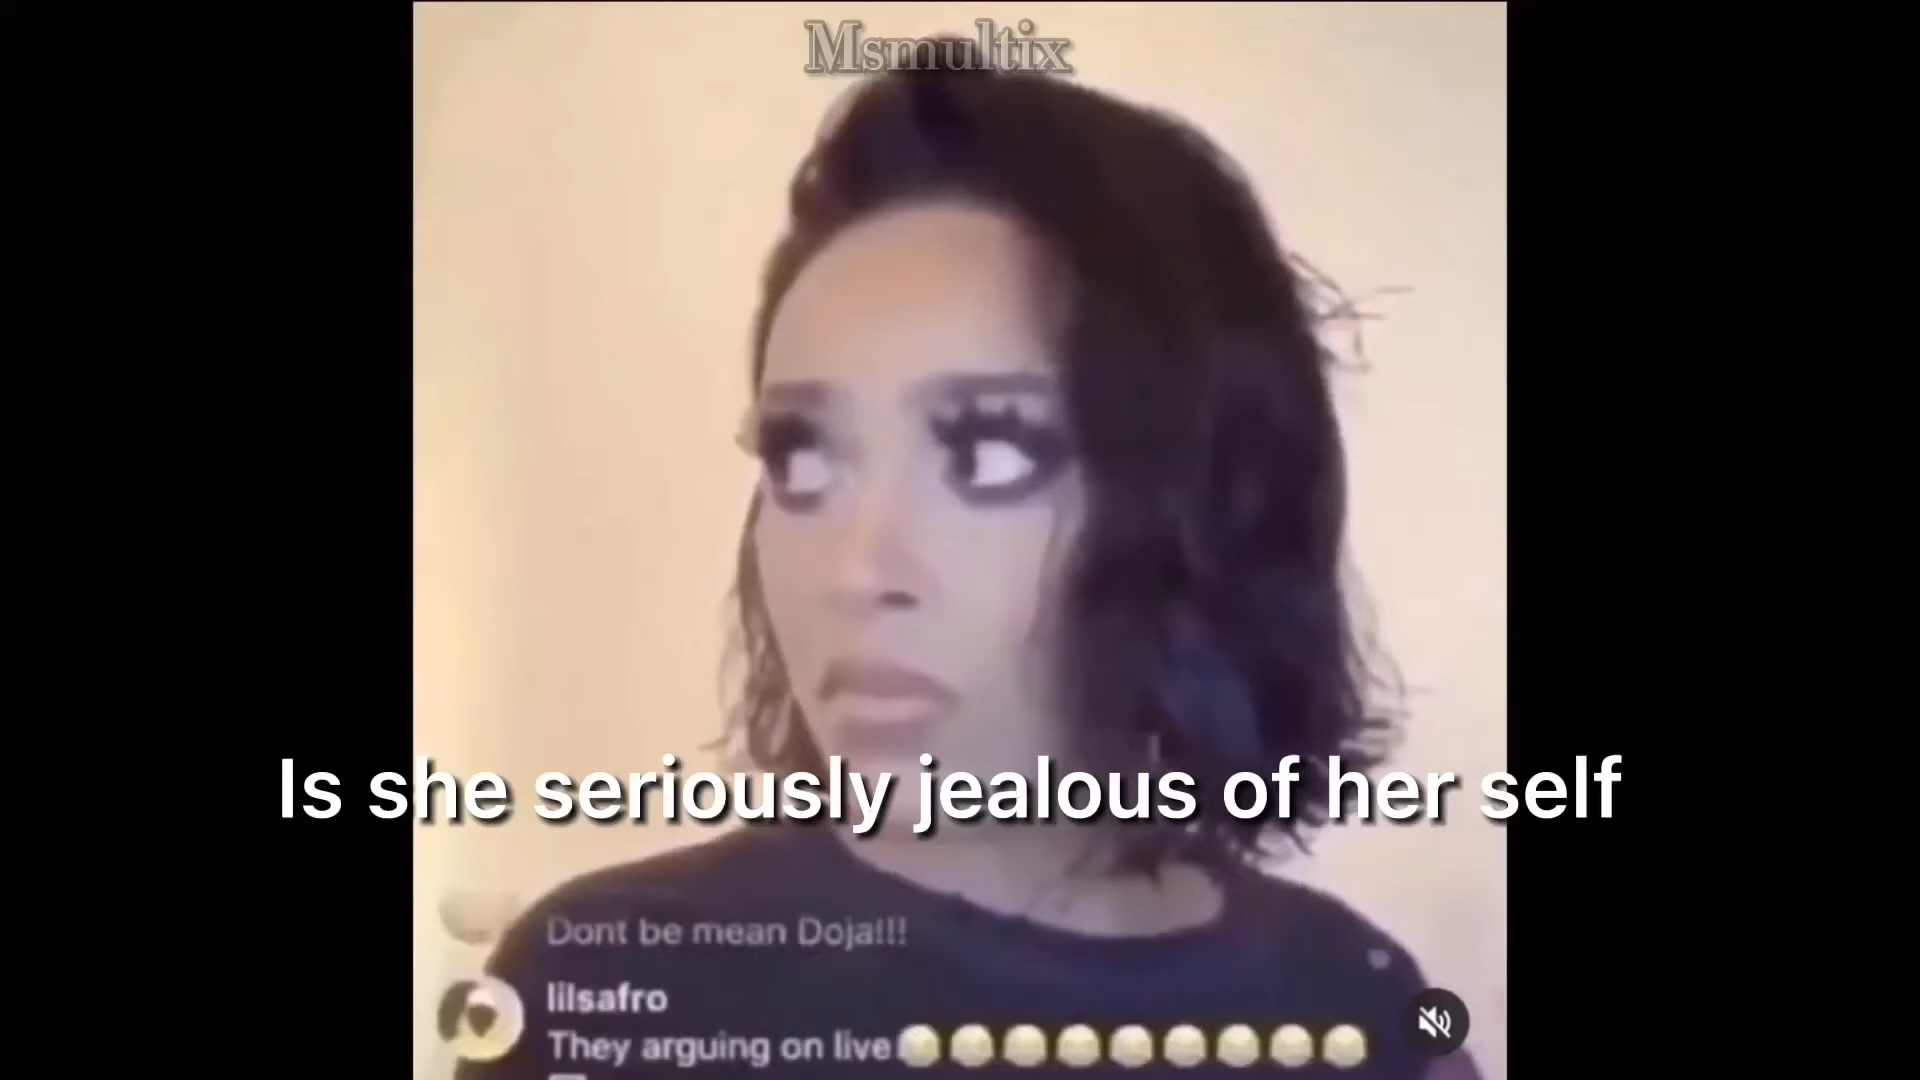 Msmultix
Is she seriously jealous of her self
Dont be mean Doja!!!
lilsafro
They arguing on live